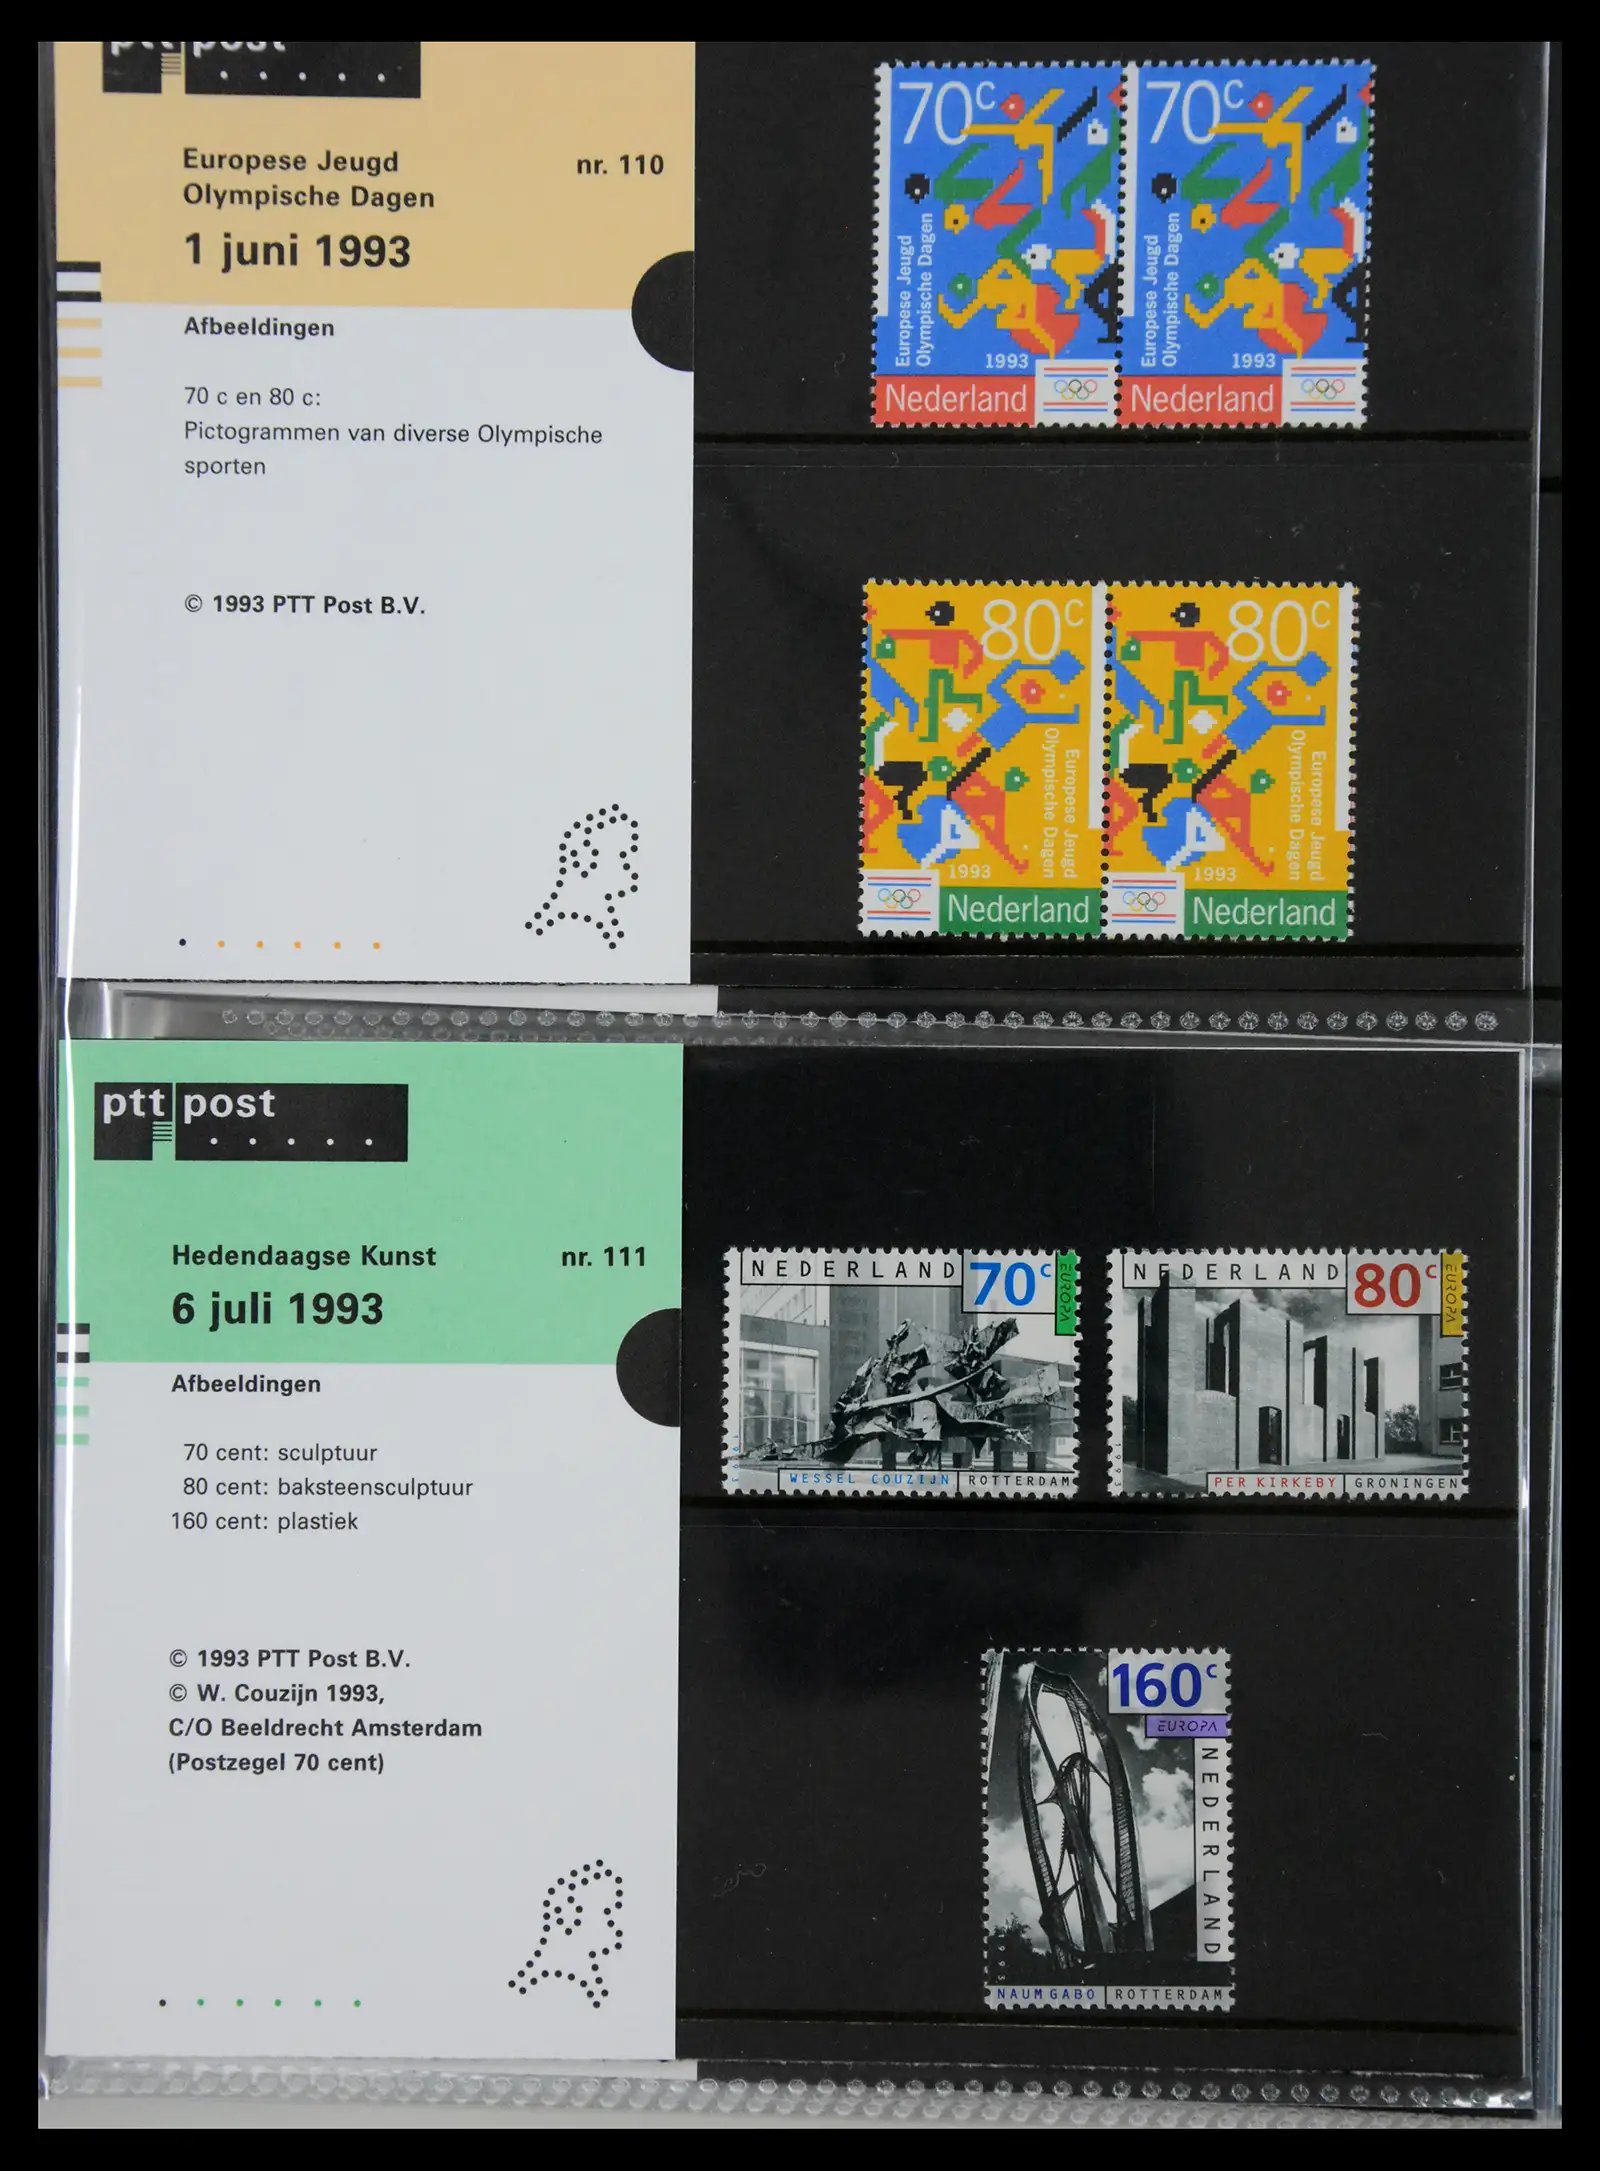 ptt post
Europese Jeugd nr. 110
Olympische Dagen
1 juni 1993
Afbeeldingen
70 c en 80 c:
Pictogrammen van diverse Olympische
sporten
© 1993 PTT Post B.V.
70c
Europese Jeugd
Olympische Dagen
1993
Nederland
70c
Europese Jeugd
Olympische Dagen
1993
Nederland
80c
Europese Jeugd
Olympische Dagen
1993
Nederland
80c
Europese Jeugd
Olympische Dagen
1993
Nederland
ptt post
Hedendaagse Kunst nr. 111
6 juli 1993
Afbeeldingen
70 cent: sculptuur
80 cent: baksteensculptuur
160 cent: plastiek
© 1993 PTT Post B.V.
© W. Couzijn 1993,
C/O Beeldrecht Amsterdam
(Postzegel 70 cent)
NEDERLAND 70c EUROPA
1993
WESSEL COUZIJN ROTTERDAM
NEDERLAND 80c EUROPA
1993
PER KIRKEBY GRONINGEN
160c
EUROPA
NEDERLAND
1993
NAUM GABO ROTTERDAM